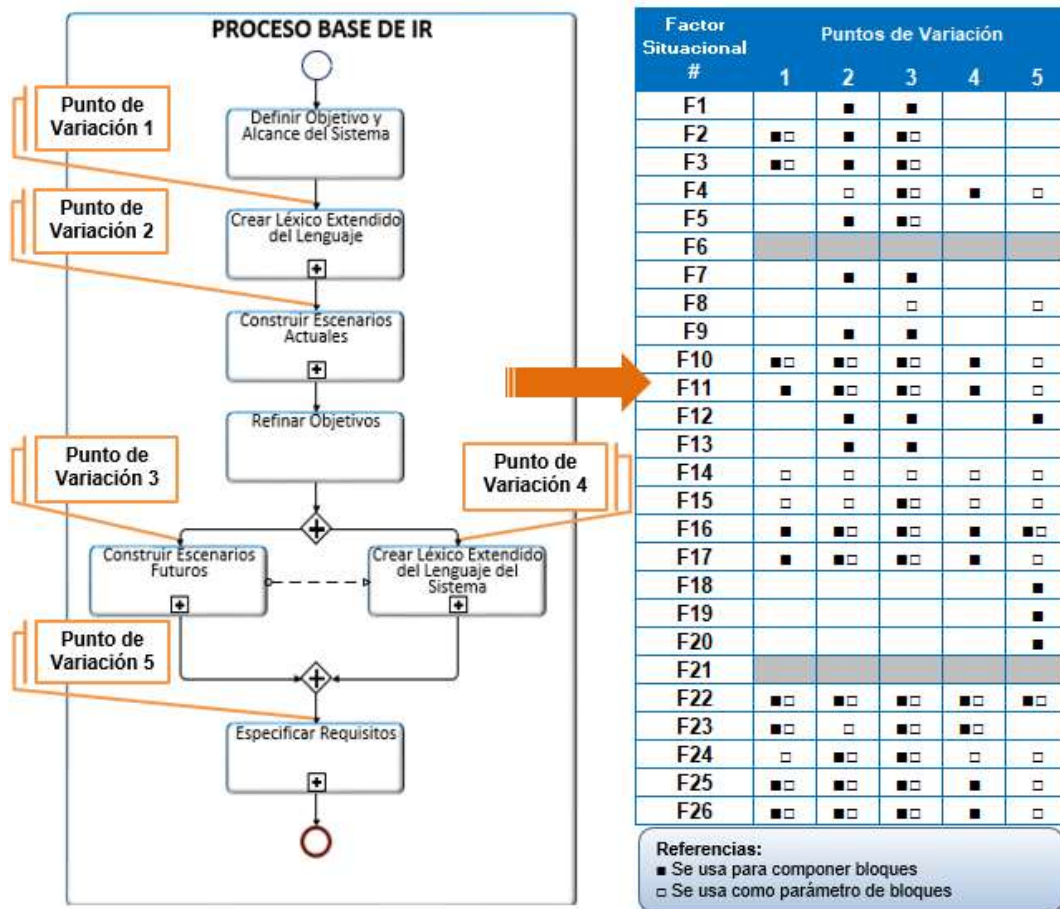 PROCESO BASE DE IR
Punto de
Variación 1
Definir Objetivo y
Alcance del Sistema
Punto de
Variación 2
Crear Léxico Extendido
del Lenguaje
Construir Escenarios
Actuales
Refinar Objetivos
Punto de
Variación 3
Punto de
Variación 4
Construir Escenarios
Futuros
Crear Léxico Extendido
del Lenguaje del
Sistema
Punto de
Variación 5
Especificar Requisitos
Factor
Situacional
#
Puntos de Variación
1 2 3 4 5
F1 ■ ■
F2 ■□ ■ ■□
F3 ■□ ■ ■□
F4 □ ■□ ■ □
F5 ■ ■□
F6
F7 ■ ■
F8 □ □
F9 ■ ■
F10 ■□ ■□ ■□ ■ □
F11 ■ ■□ ■□ ■ □
F12 ■ ■ ■
F13 ■ ■
F14 □ □ □ □ □
F15 □ □ ■□ □ □
F16 ■ ■□ ■□ ■ ■□
F17 ■ ■□ ■□ ■ □
F18 ■
F19 ■
F20 ■
F21
F22 ■□ ■□ ■□ ■□ ■□
F23 ■□ □ ■□ ■□
F24 □ ■□ ■□ □ □
F25 ■□ ■□ ■□ ■ □
F26 ■□ ■□ ■□ ■ □
Referencias:
■ Se usa para componer bloques
□ Se usa como parámetro de bloques